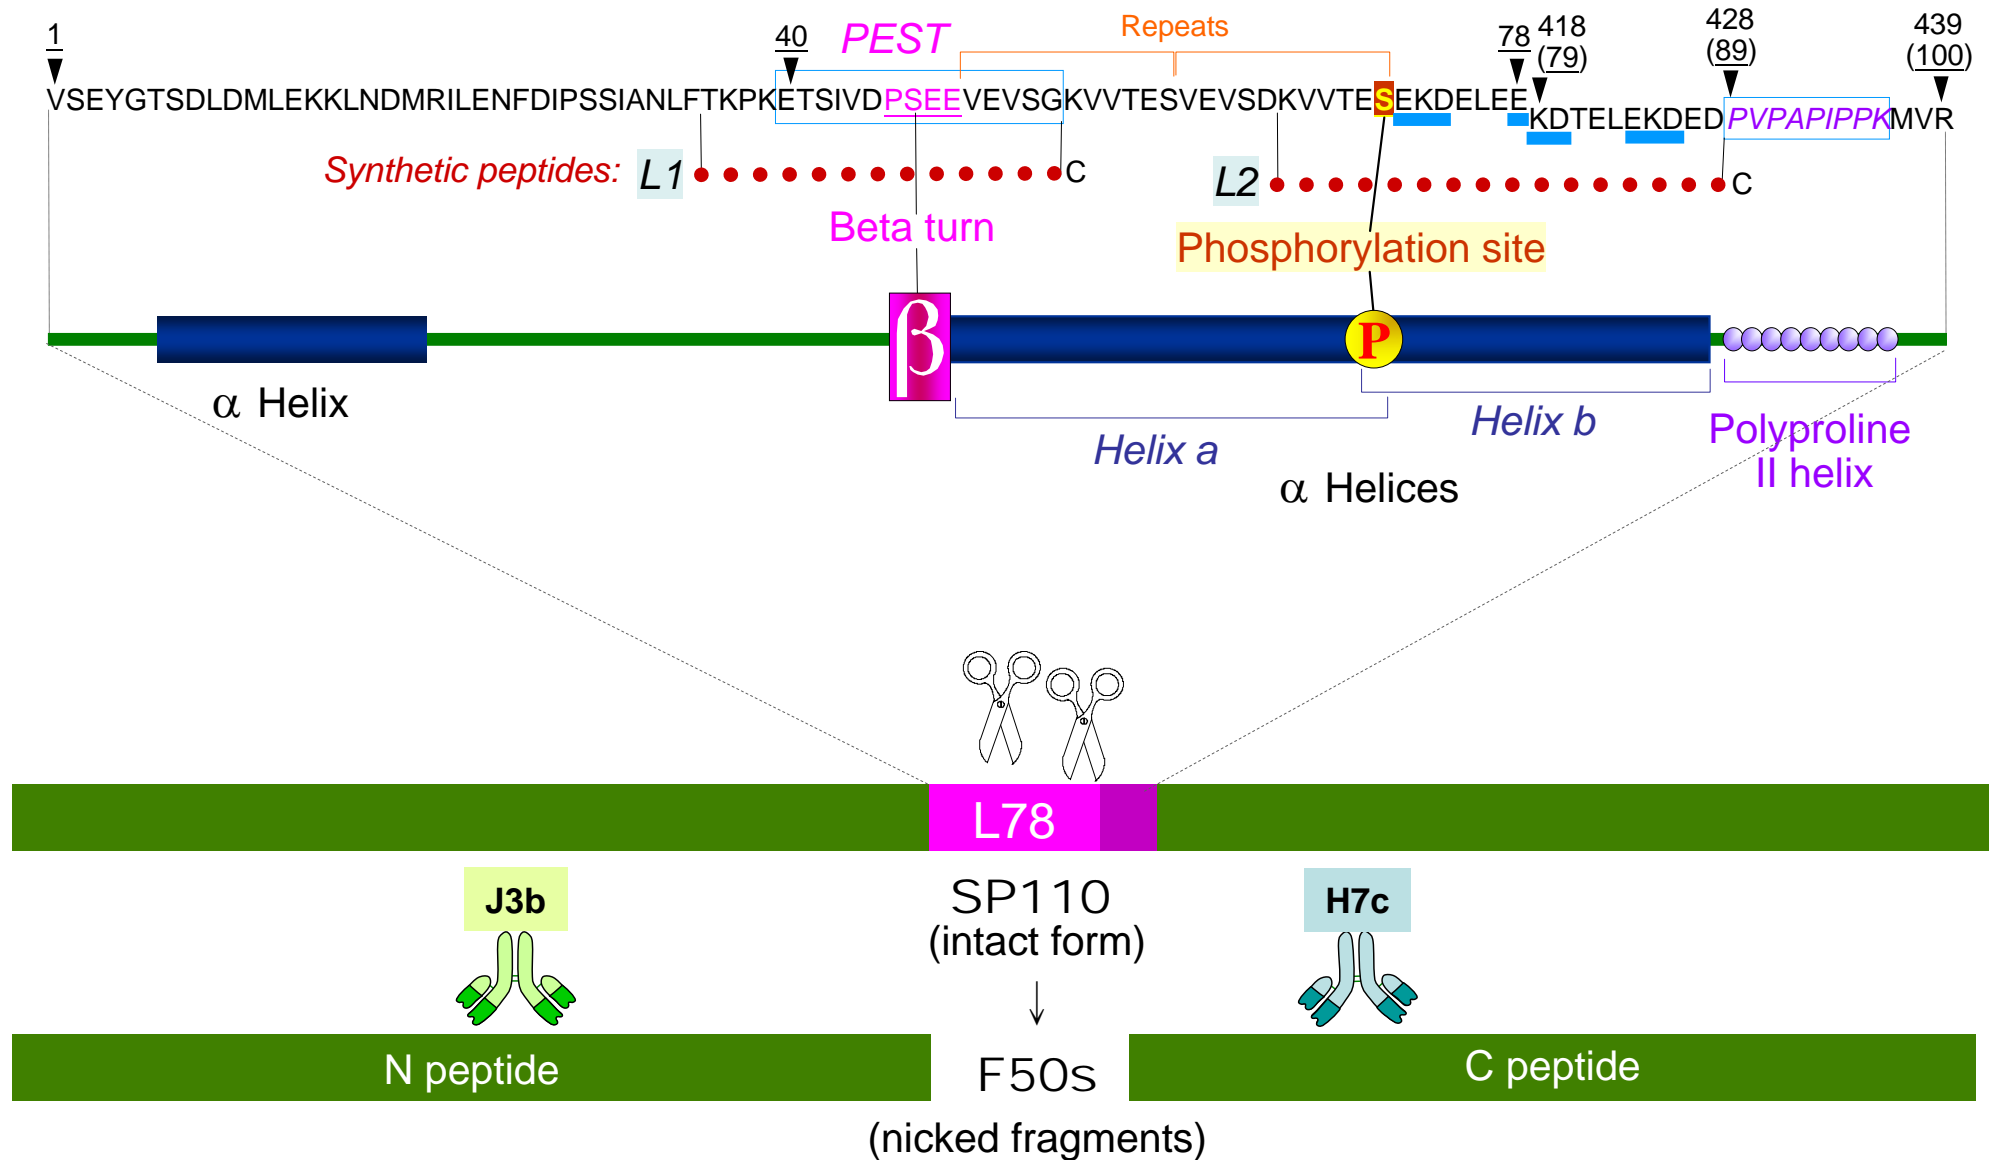 1
40
PEST
Repeats
78
418
(79)
428
(89)
439
(100)
VSEYGTSDLDMLEKKLNDMRILENFDIPSSIANLFTKPKETSIVDPSEEVEVSGKVVTESVEVSDKVVTESEKDELEE
KDTELEKDEDPVPAPIPPKMVR
Synthetic peptides: L1 C
L2 C
Beta turn
Phosphorylation site
β
P
α Helix
Helix a
Helix b
Polyproline
II helix
α Helices
L78
J3b
SP110
(intact form)
H7c
↓
N peptide
F50s
C peptide
(nicked fragments)